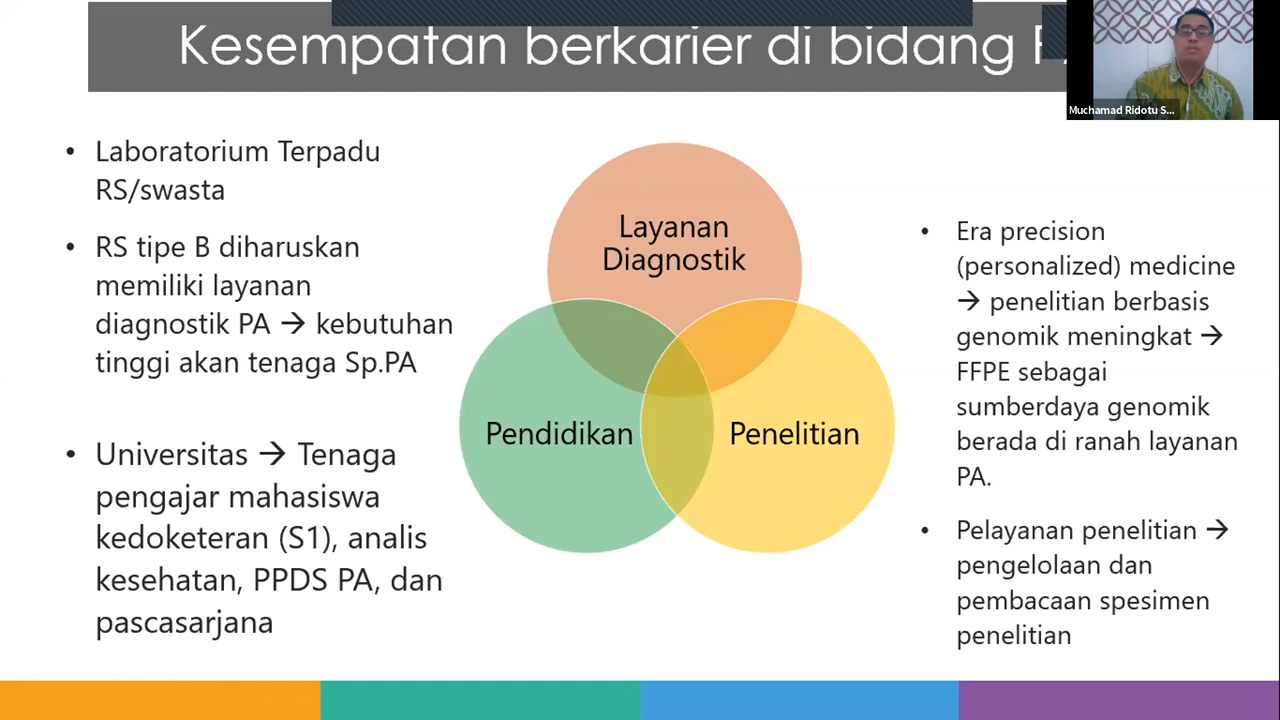 Kesempatan berkarier di bidang
Muchamad Ridotu S...
• Laboratorium Terpadu
RS/swasta
• RS tipe B diharuskan
memiliki layanan
diagnostik PA → kebutuhan
tinggi akan tenaga Sp.PA
• Universitas → Tenaga
pengajar mahasiswa
kedoketeran (S1), analis
kesehatan, PPDS PA, dan
pascasarjana
Layanan
Diagnostik
Pendidikan
Penelitian
• Era precision
(personalized) medicine
→ penelitian berbasis
genomik meningkat →
FFPE sebagai
sumberdaya genomik
berada di ranah layanan
PA.
• Pelayanan penelitian →
pengelolaan dan
pembacaan spesimen
penelitian